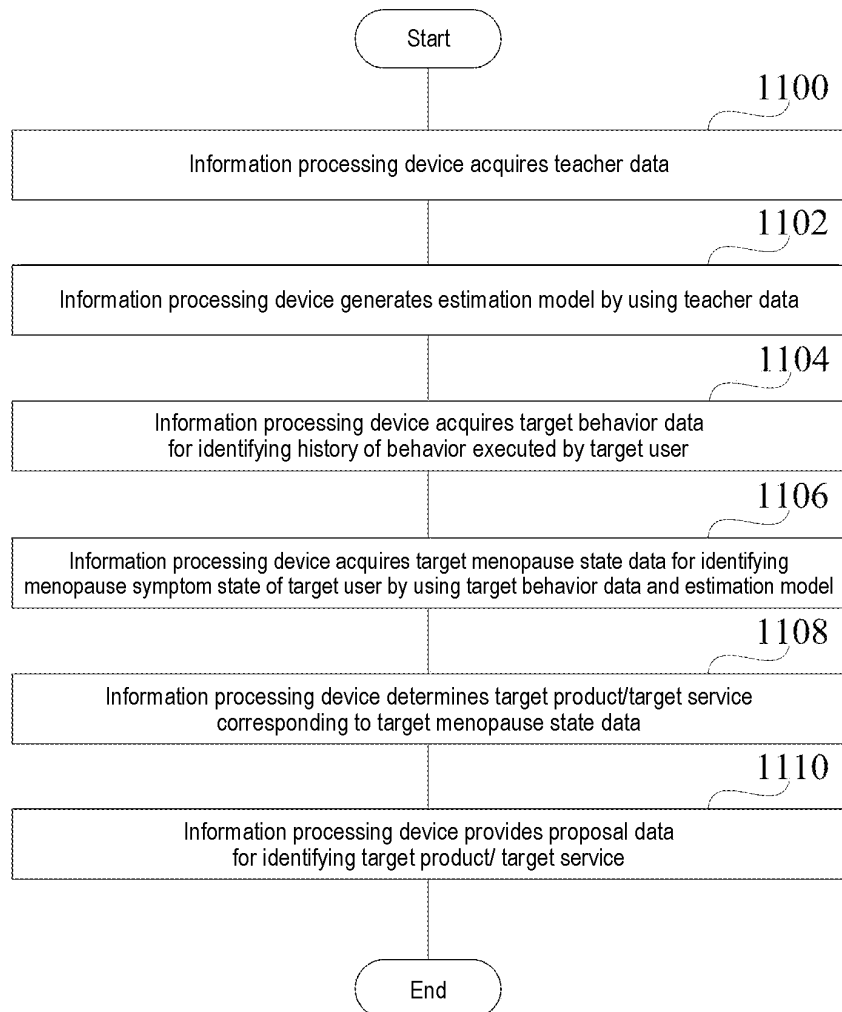 Start
1100
Information processing device acquires teacher data
1102
Information processing device generates estimation model by using teacher data
1104
Information processing device acquires target behavior data
for identifying history of behavior executed by target user
1106
Information processing device acquires target menopause state data for identifying
menopause symptom state of target user by using target behavior data and estimation model
1108
Information processing device determines target product/target service
corresponding to target menopause state data
1110
Information processing device provides proposal data
for identifying target product/ target service
End